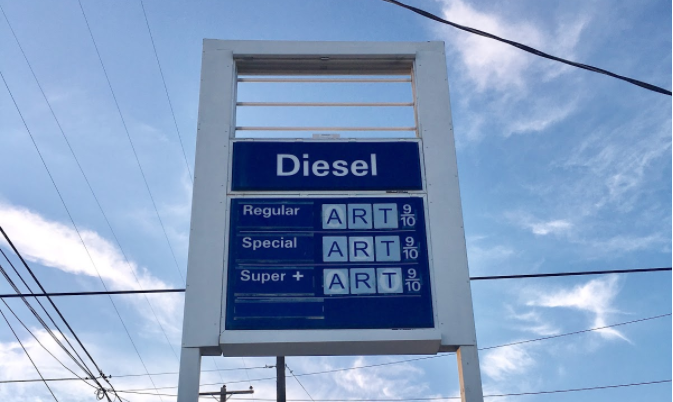 Diesel
Regular ART 9/10
Special ART 9/10
Super + ART 9/10